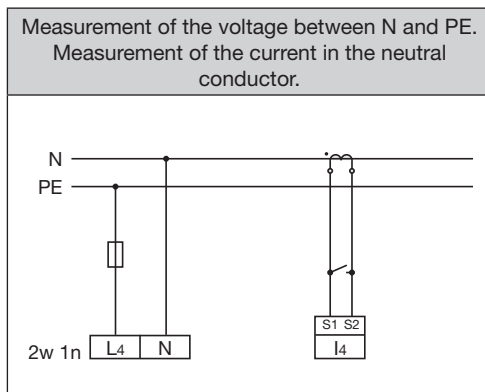 Measurement of the voltage between N and PE.
Measurement of the current in the neutral
conductor.
N
PE
S1 S2
2w 1n L4 N I4